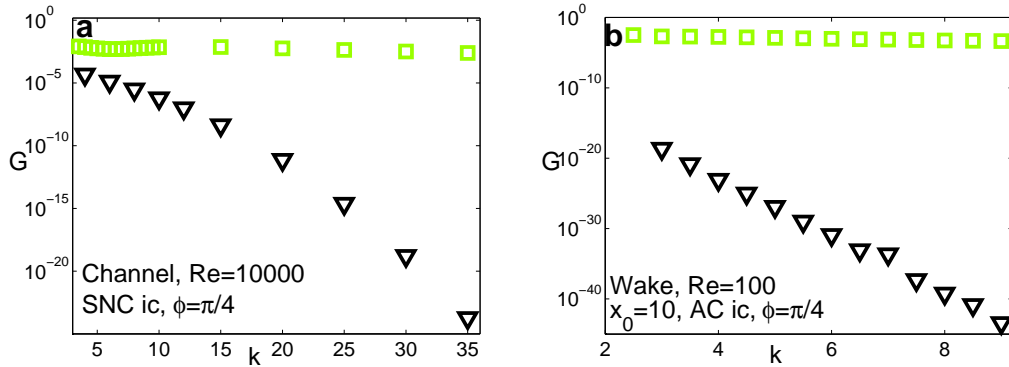 a
10^0
10^-5
10^-10
10^-15
10^-20
G
Channel, Re=10000
SNC ic, ϕ=π/4
5 10 15 20 25 30 35
k
b
10^0
10^-10
10^-20
10^-30
10^-40
G
Wake, Re=100
x_0=10, AC ic, ϕ=π/4
2 4 6 8
k